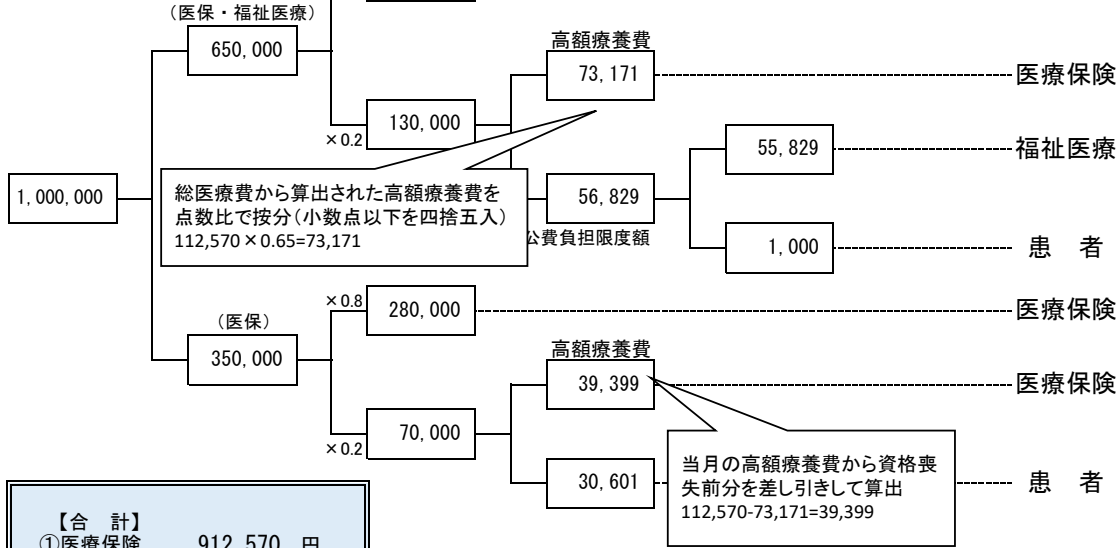 （医保・福祉医療）
650,000
高額療養費
73,171
医療保険
×0.2
130,000
55,829
福祉医療
1,000,000
総医療費から算出された高額療養費を
点数比で按分（小数点以下を四捨五入）
112,570×0.65=73,171
56,829
公費負担限度額
1,000
患　者
×0.8
280,000
医療保険
（医保）
350,000
高額療養費
39,399
医療保険
×0.2
70,000
30,601
当月の高額療養費から資格喪
失前分を差し引きして算出
112,570-73,171=39,399
患　者
【合　計】
①医療保険　912,570　円